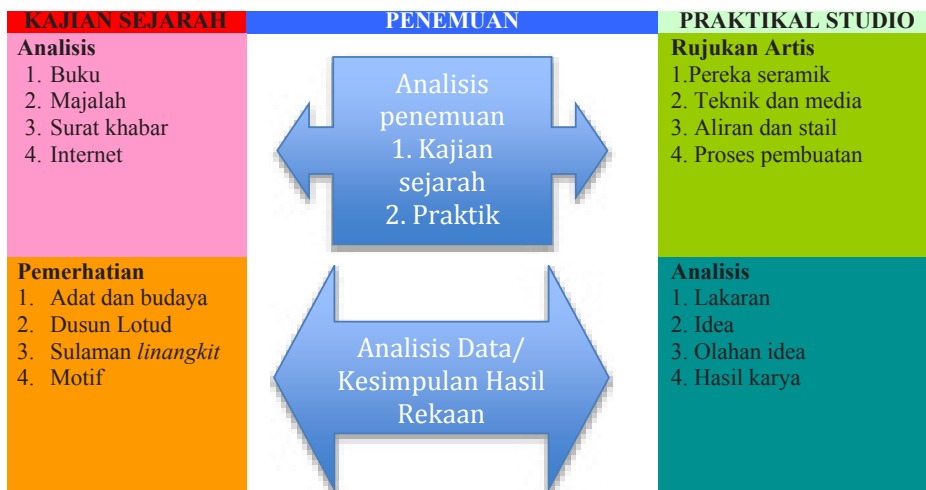 KAJIAN SEJARAH
Analisis
1. Buku
2. Majalah
3. Surat khabar
4. Internet
Pemerhatian
1. Adat dan budaya
2. Dusun Lotud
3. Sulaman linangkit
4. Motif
PENEMUAN
Analisis
penemuan
1. Kajian
sejarah
2. Praktik
Analisis Data/
Kesimpulan Hasil
Rekaan
PRAKTIKAL STUDIO
Rujukan Artis
1.Pereka seramik
2. Teknik dan media
3. Aliran dan stail
4. Proses pembuatan
Analisis
1. Lakaran
2. Idea
3. Olahan idea
4. Hasil karya